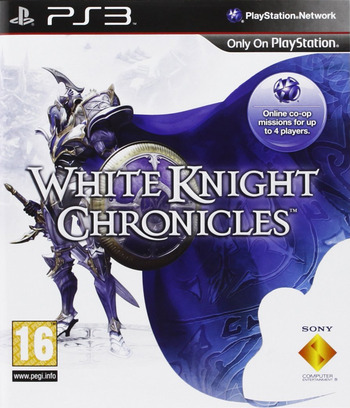 PS3
PlayStation®Network
Only On PlayStation®
Online co-op
missions for up
to 4 players.
WHITE KNIGHT
CHRONICLES™
16
www.pegi.info
SONY
COMPUTER
ENTERTAINMENT®